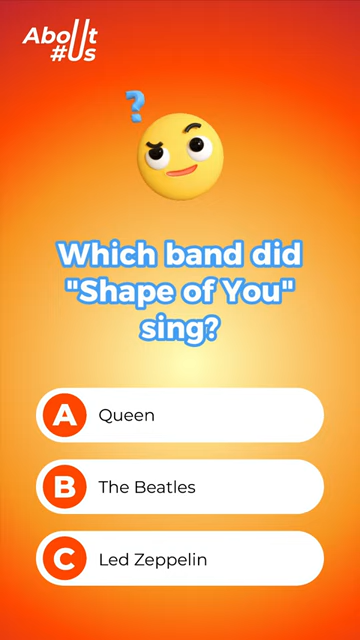 About
#Us
?
Which band did
"Shape of You"
sing?
A Queen
B The Beatles
C Led Zeppelin